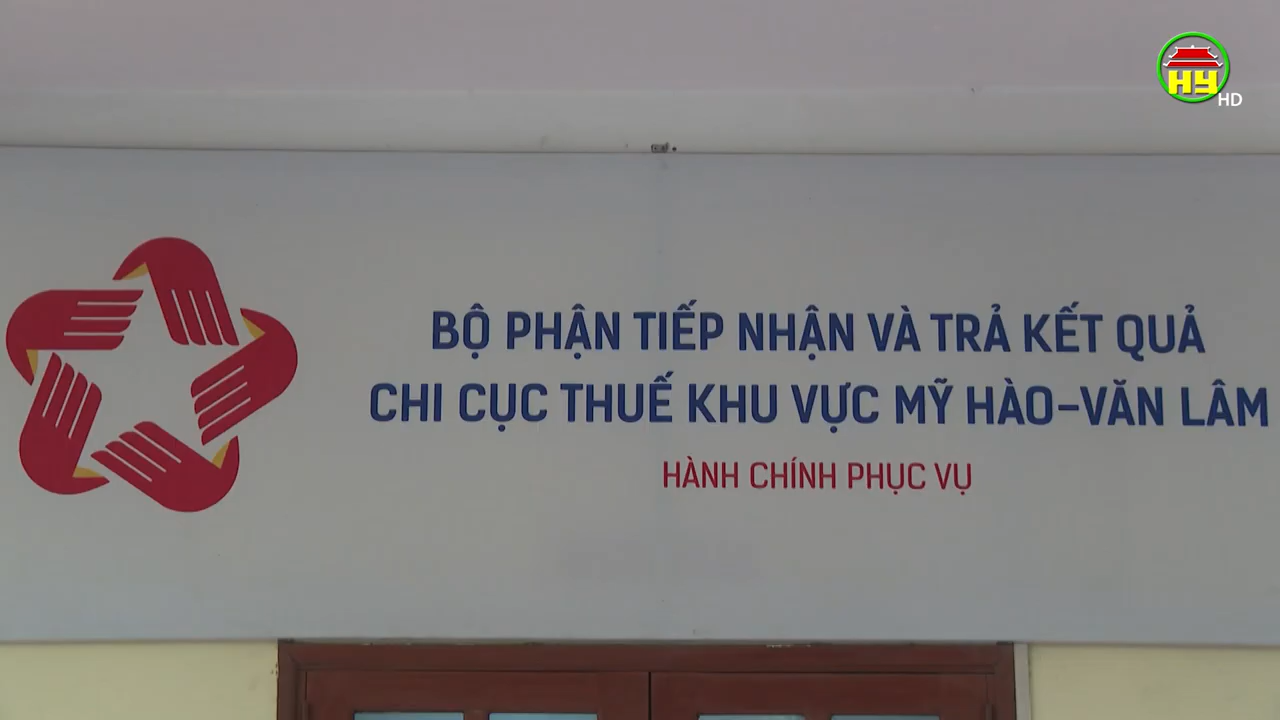 HY
HD
BỘ PHẬN TIẾP NHẬN VÀ TRẢ KẾT QUẢ
CHI CỤC THUẾ KHU VỰC MỸ HÀO-VĂN LÂM
HÀNH CHÍNH PHỤC VỤ